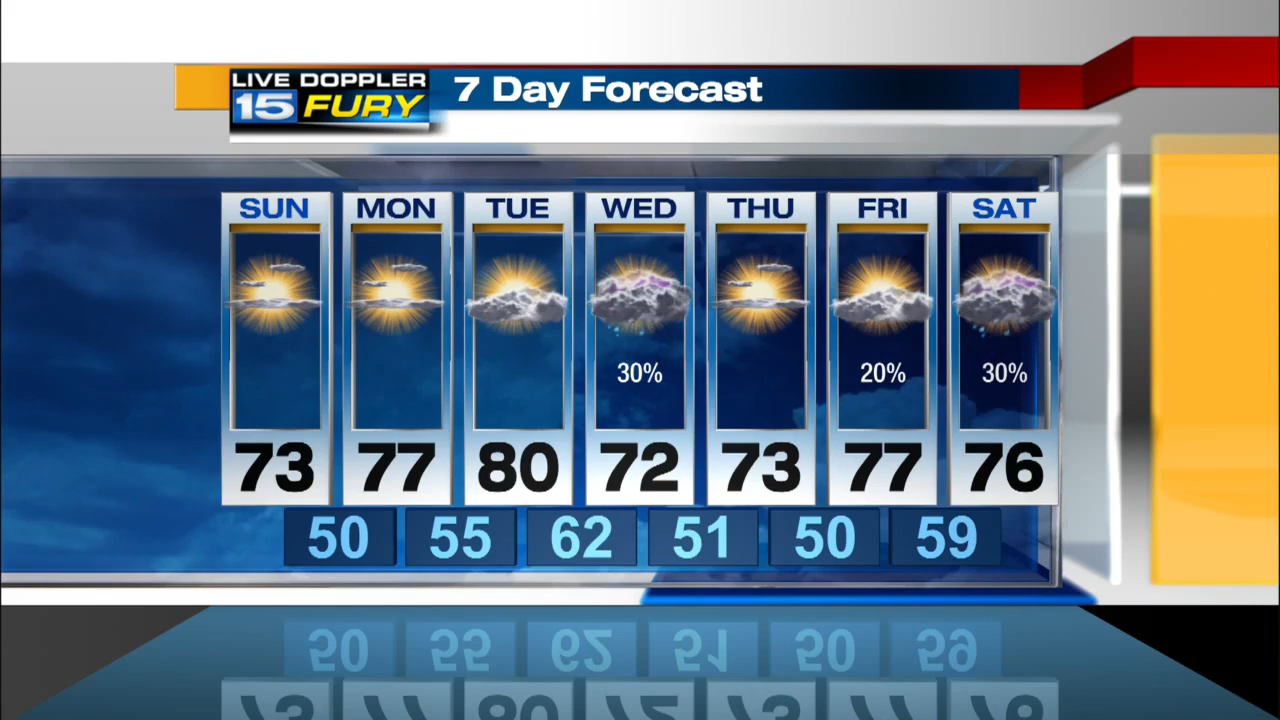 LIVE DOPPLER
15 FURY
7 Day Forecast
SUN MON TUE WED THU FRI SAT
30% 20% 30%
73 77 80 72 73 77 76
50 55 62 51 50 59